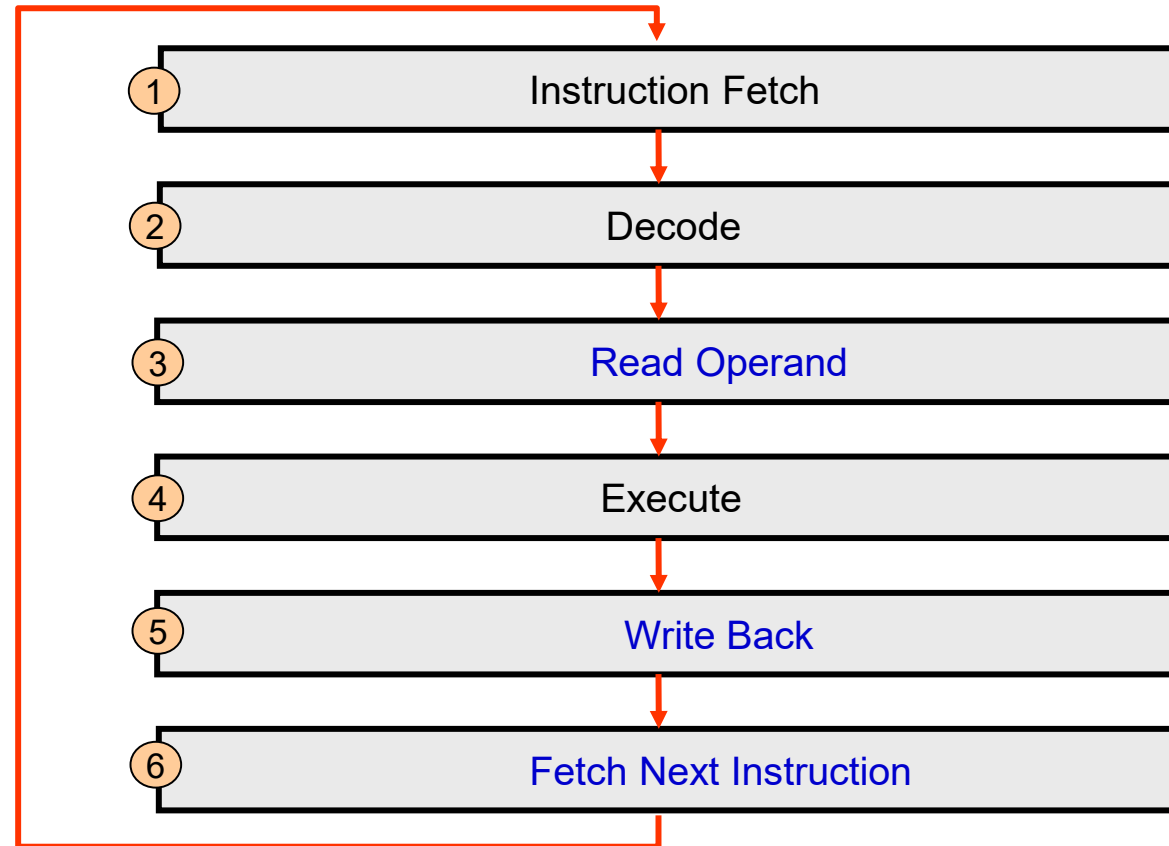 1 Instruction Fetch
2 Decode
3 Read Operand
4 Execute
5 Write Back
6 Fetch Next Instruction